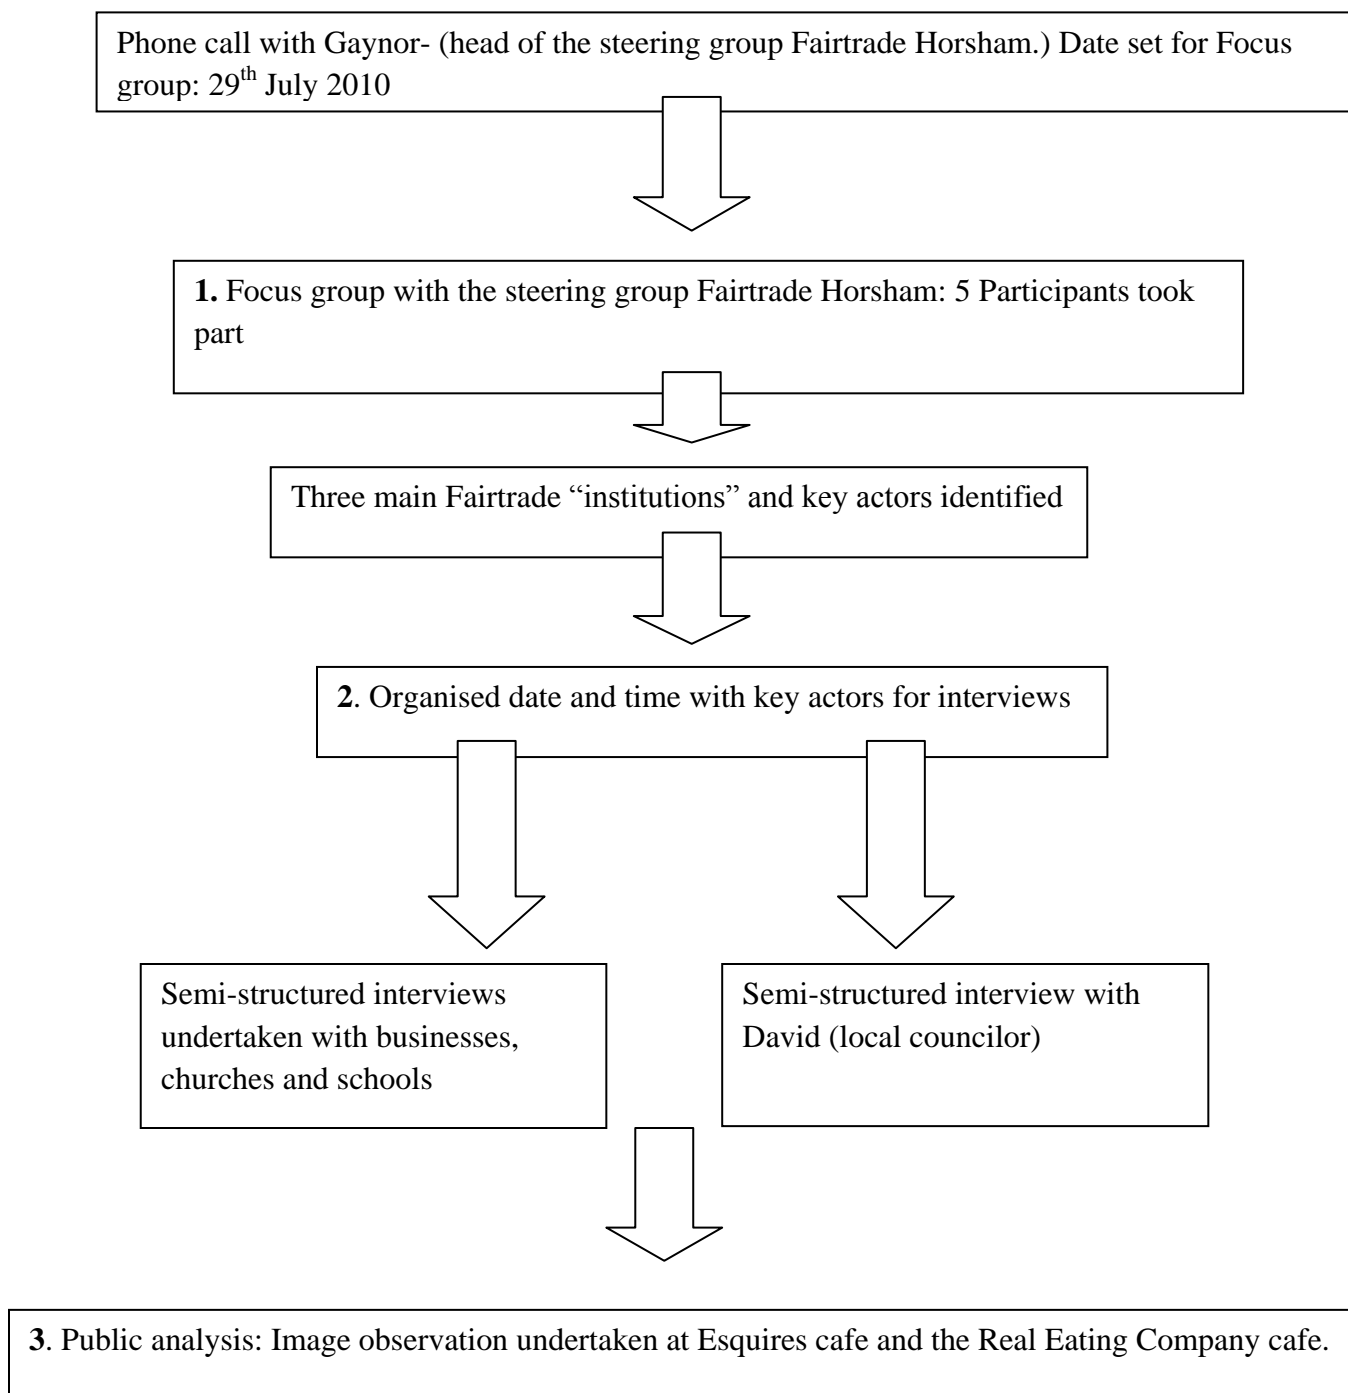 Phone call with Gaynor- (head of the steering group Fairtrade Horsham.) Date set for Focus
group: 29th July 2010
1. Focus group with the steering group Fairtrade Horsham: 5 Participants took
part
Three main Fairtrade “institutions” and key actors identified
2. Organised date and time with key actors for interviews
Semi-structured interviews
undertaken with businesses,
churches and schools
Semi-structured interview with
David (local councilor)
3. Public analysis: Image observation undertaken at Esquires cafe and the Real Eating Company cafe.